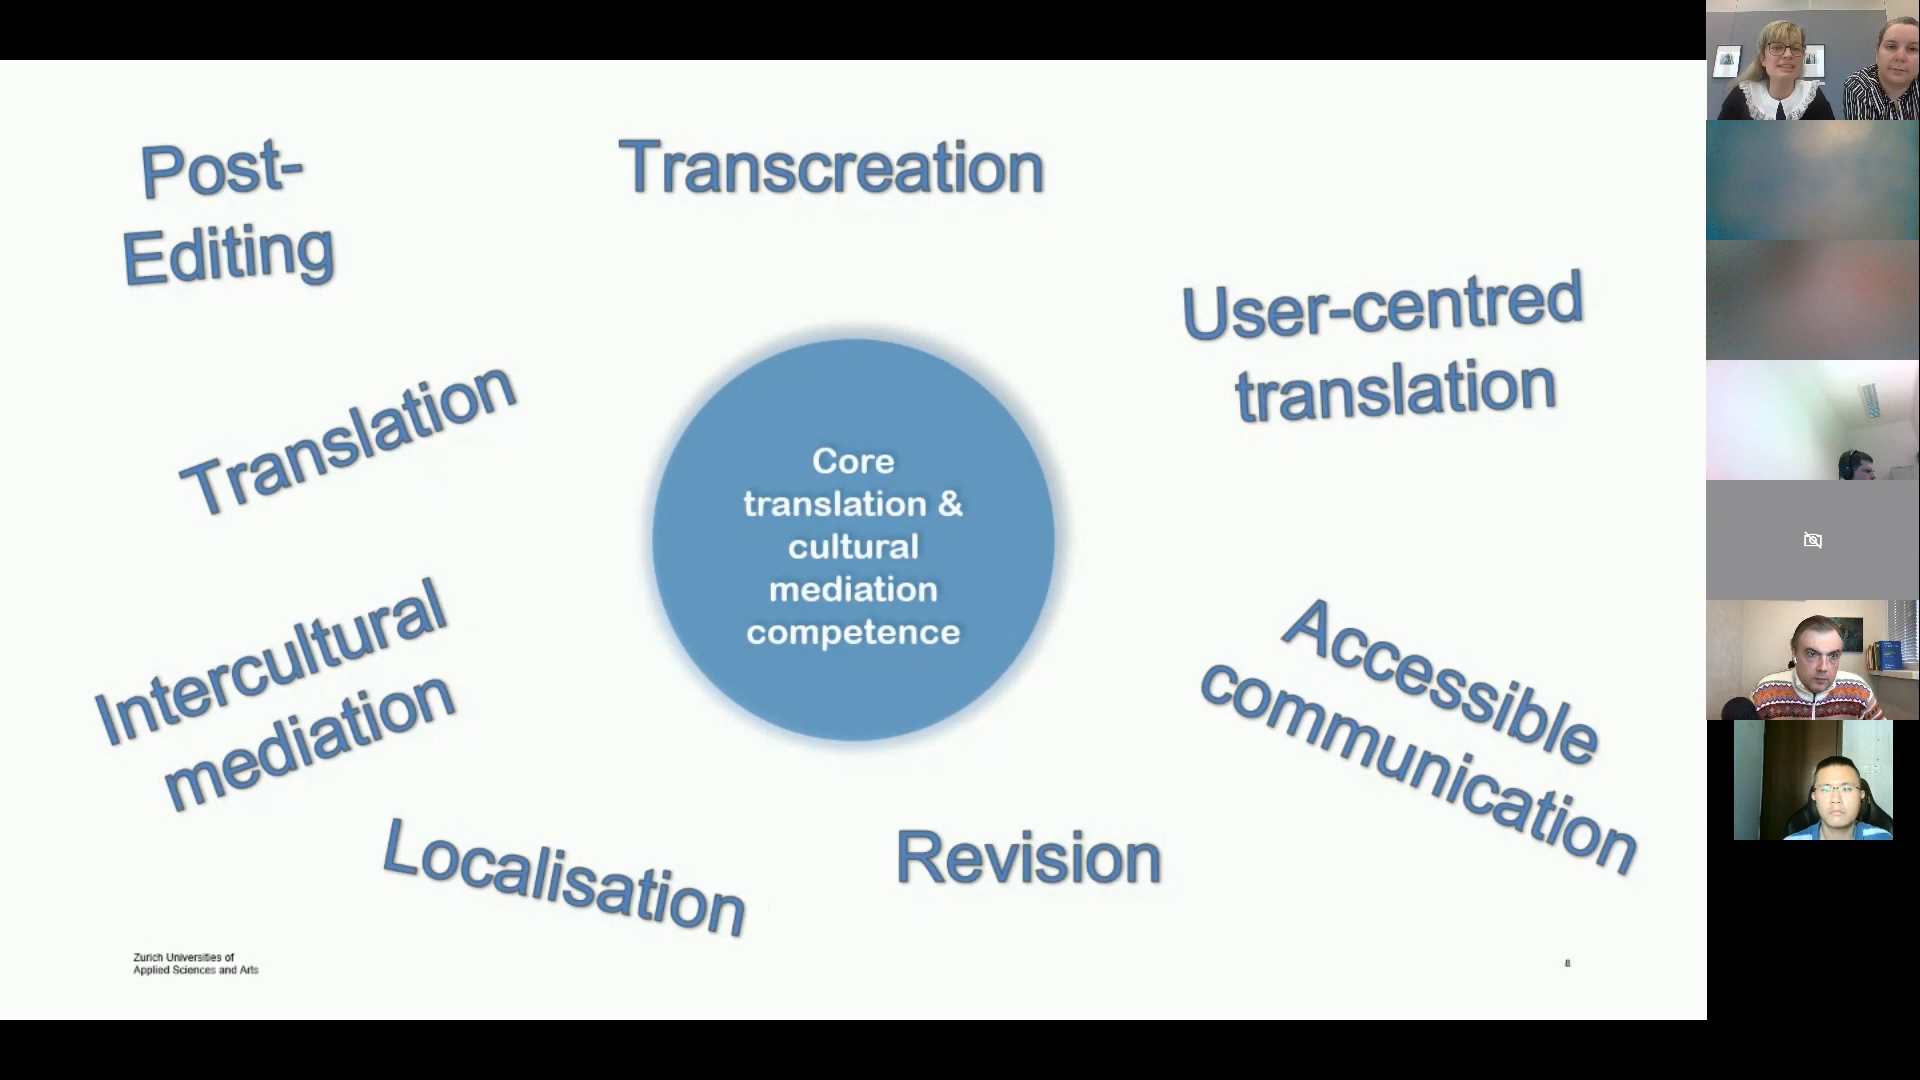 Post-
Editing
Transcreation
User-centred
translation
Translation
Core
translation &
cultural
mediation
competence
Intercultural
mediation
Accessible
communication
Localisation
Revision
Zurich Universities of
Applied Sciences and Arts
8